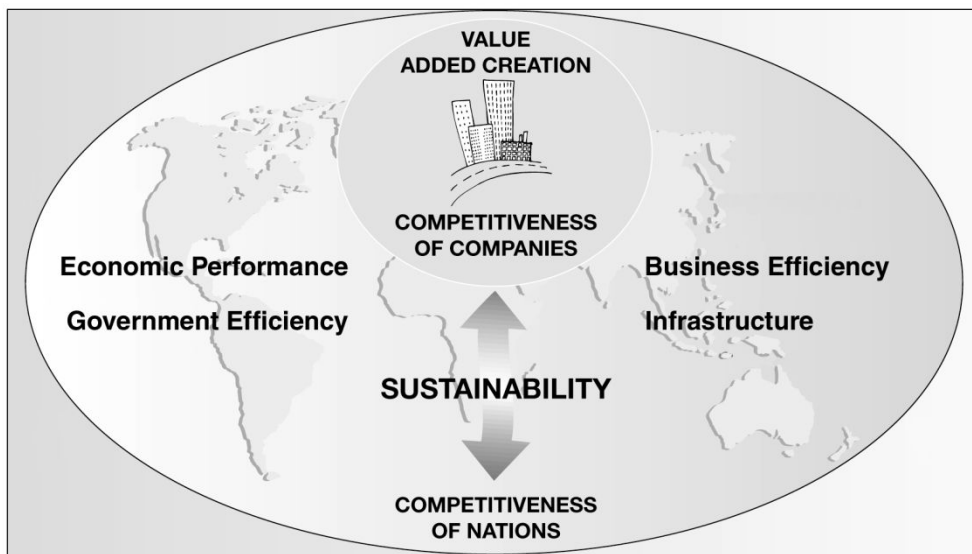 VALUE
ADDED CREATION
COMPETITIVENESS
OF COMPANIES
Economic Performance
Business Efficiency
Government Efficiency
Infrastructure
SUSTAINABILITY
COMPETITIVENESS
OF NATIONS